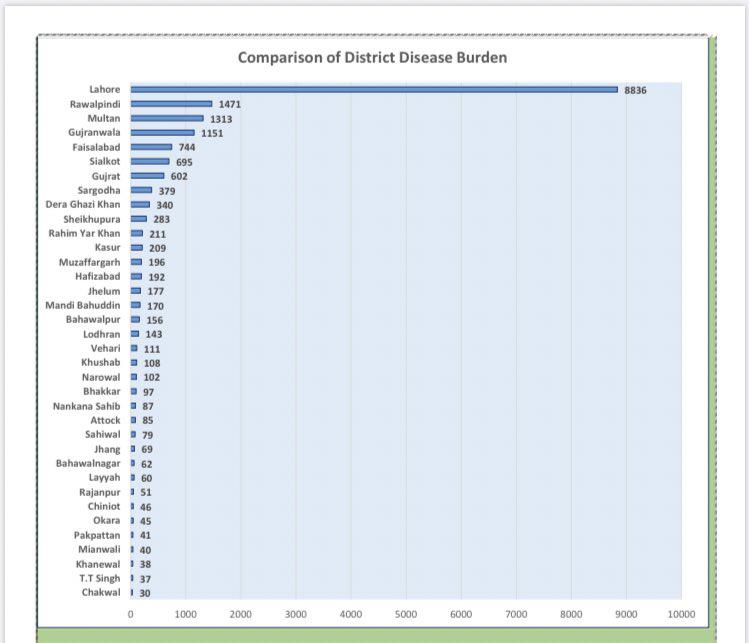 Comparison of District Disease Burden
Lahore 8836
Rawalpindi 1471
Multan 1313
Gujranwala 1151
Faisalabad 744
Sialkot 695
Gujrat 602
Sargodha 379
Dera Ghazi Khan 340
Sheikhupura 283
Rahim Yar Khan 211
Kasur 209
Muzaffargarh 196
Hafizabad 192
Jhelum 177
Mandi Bahuddin 170
Bahawalpur 156
Lodhran 143
Vehari 111
Khushab 108
Narowal 102
Bhakkar 97
Nankana Sahib 87
Attock 85
Sahiwal 79
Jhang 69
Bahawalnagar 62
Layyah 60
Rajanpur 51
Chiniot 46
Okara 45
Pakpattan 41
Mianwali 40
Khanewal 38
T.T Singh 37
Chakwal 30
0 1000 2000 3000 4000 5000 6000 7000 8000 9000 10000